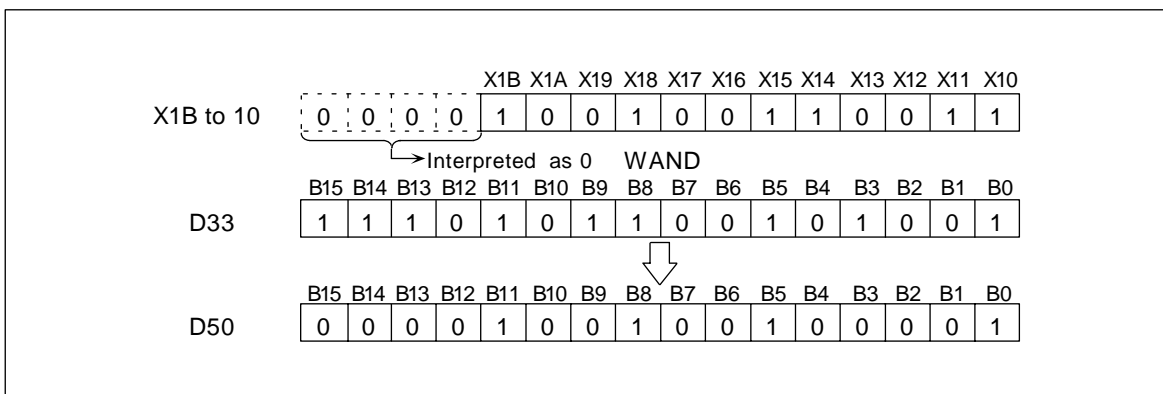 X1B X1A X19 X18 X17 X16 X15 X14 X13 X12 X11 X10
X1B to 10 0 0 0 0 1 0 0 1 0 0 1 1 0 0 1 1
Interpreted as 0 WAND
B15 B14 B13 B12 B11 B10 B9 B8 B7 B6 B5 B4 B3 B2 B1 B0
D33 1 1 1 0 1 0 1 1 0 0 1 0 1 0 0 1
B15 B14 B13 B12 B11 B10 B9 B8 B7 B6 B5 B4 B3 B2 B1 B0
D50 0 0 0 0 1 0 0 1 0 0 1 0 0 0 0 1